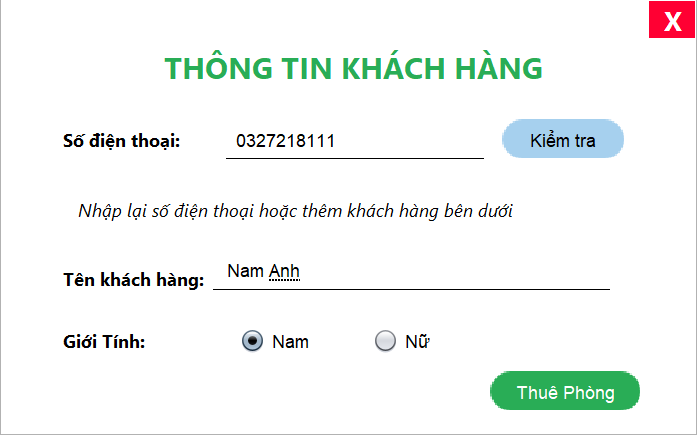 X
THÔNG TIN KHÁCH HÀNG
Số điện thoại: 0327218111 Kiểm tra
Nhập lại số điện thoại hoặc thêm khách hàng bên dưới
Tên khách hàng: Nam Anh
Giới Tính: Nam Nữ
Thuê Phòng